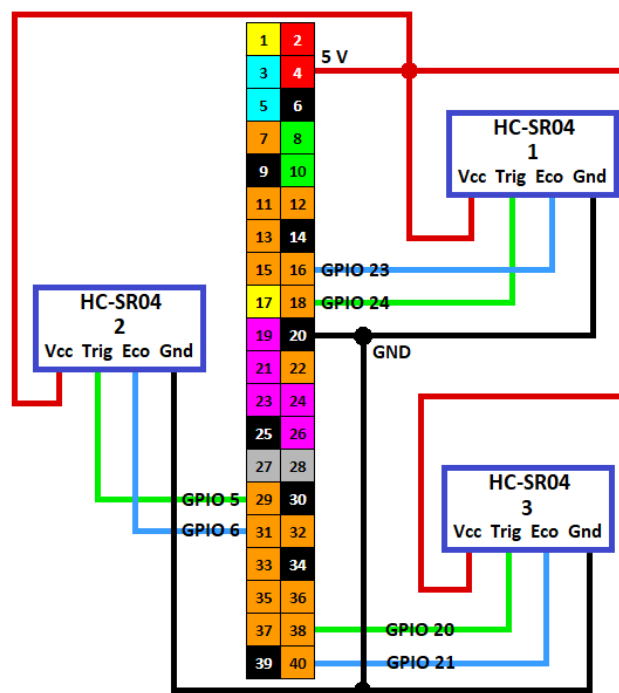 1 2
5 V
3 4
5 6
7 8
9 10
11 12
13 14
15 16 GPIO 23
17 18 GPIO 24
19 20
GND
21 22
23 24
25 26
27 28
GPIO 5 29 30
GPIO 6 31 32
33 34
35 36
37 38 GPIO 20
39 40 GPIO 21
HC-SR04
1
Vcc Trig Eco Gnd
HC-SR04
2
Vcc Trig Eco Gnd
HC-SR04
3
Vcc Trig Eco Gnd